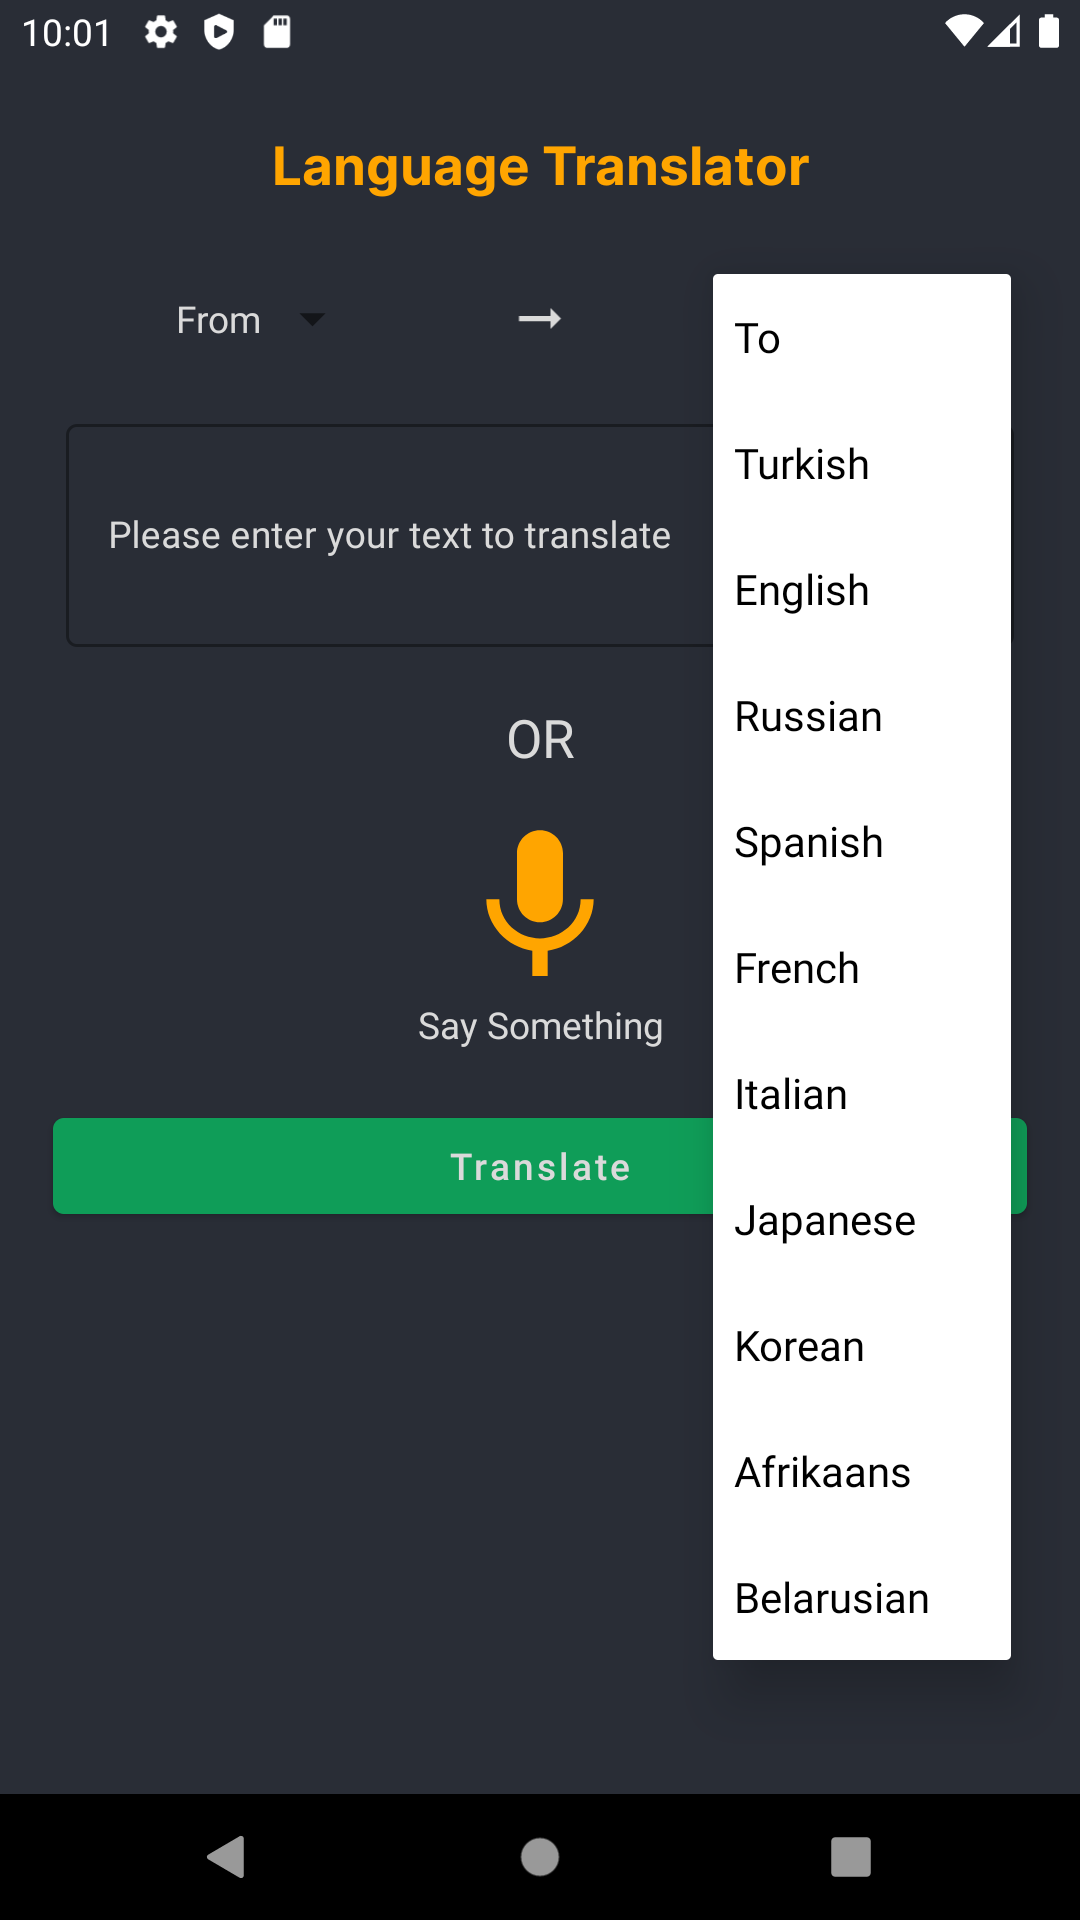 10:01
Language Translator
From
To
Turkish
Please enter your text to translate
English
Russian
OR
Spanish
French
Say Something
Italian
Translate
Japanese
Korean
Afrikaans
Belarusian